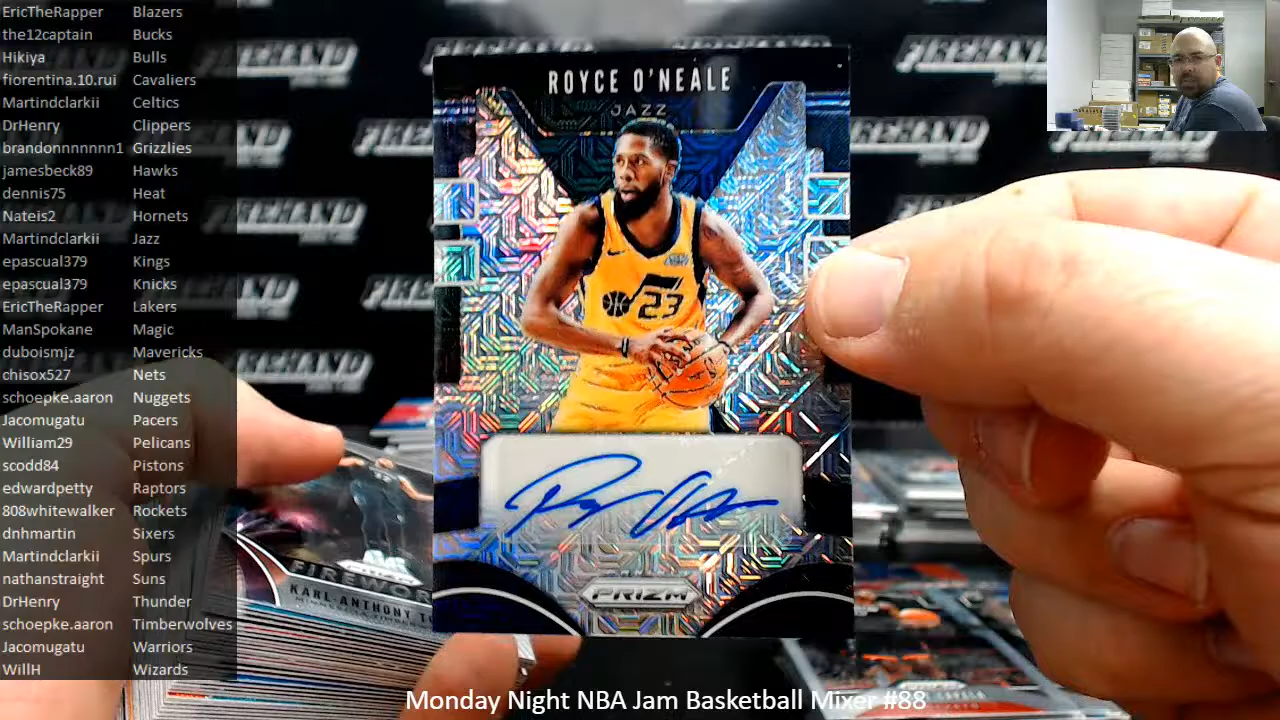 EricTheRapper Blazers
the12captain Bucks
Hikiya Bulls
fiorentina.10.rui Cavaliers
Martindclarkii Celtics
DrHenry Clippers
brandonnnnnnn1 Grizzlies
jamesbeck89 Hawks
dennis75 Heat
Nateis2 Hornets
Martindclarkii Jazz
epascual379 Kings
epascual379 Knicks
EricTheRapper Lakers
ManSpokane Magic
duboismjz Mavericks
chisox527 Nets
schoepke.aaron Nuggets
Jacomugatu Pacers
William29 Pelicans
scodd84 Pistons
edwardpetty Raptors
808whitewalker Rockets
dnhmartin Sixers
Martindclarkii Spurs
nathanstraight Suns
DrHenry Thunder
schoepke.aaron Timberwolves
Jacomugatu Warriors
WillH Wizards
FIREHAND
ROYCE O'NEALE
JAZZ
23
PRIZM
KARL-ANTHONY
Monday Night NBA Jam Basketball Mixer #88